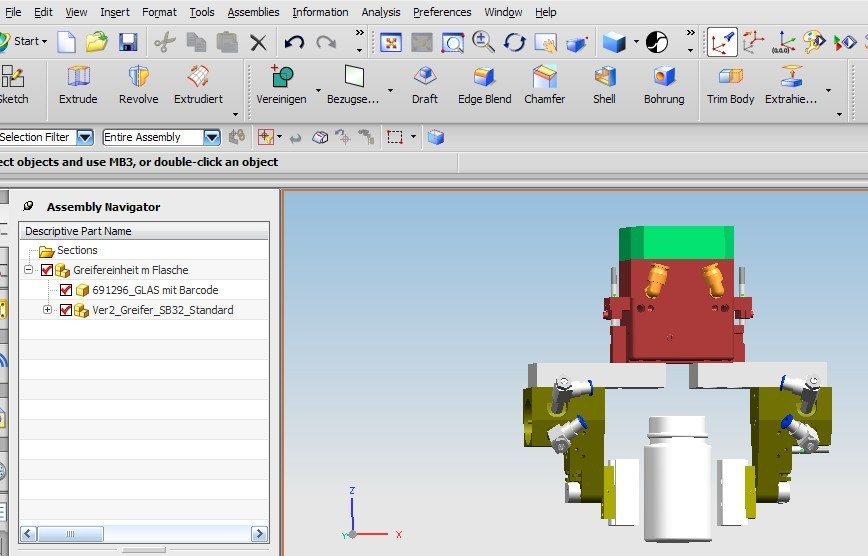 File Edit View Insert Format Tools Assemblies Information Analysis Preferences Window Help
Start
Sketch Extrude Revolve Extrudiert Vereinigen Bezugse... Draft Edge Blend Chamfer Shell Bohrung Trim Body Extrahie...
Selection Filter Entire Assembly
ect objects and use MB3, or double-click an object
Assembly Navigator
Descriptive Part Name
Sections
Greifereinheit m Flasche
691296_GLAS mit Barcode
Ver2_Greifer_SB32_Standard
Z
Y X